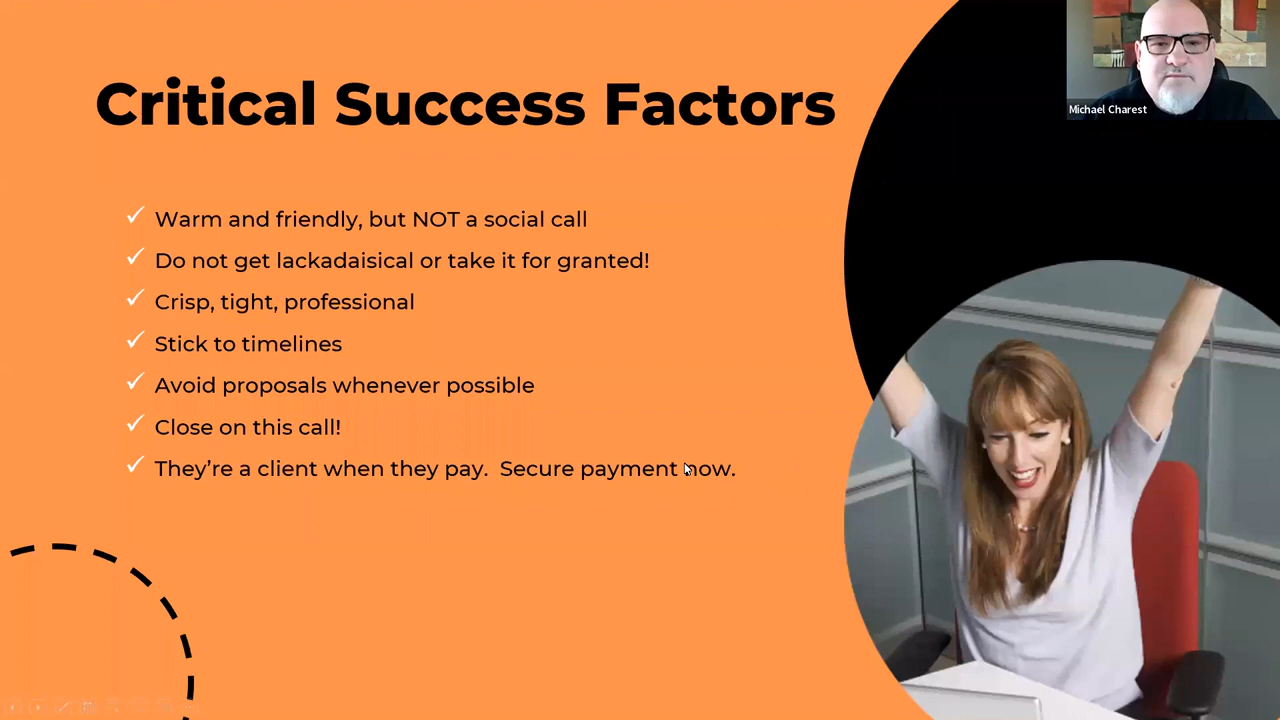 Critical Success Factors
Michael Charest
Warm and friendly, but NOT a social call
Do not get lackadaisical or take it for granted!
Crisp, tight, professional
Stick to timelines
Avoid proposals whenever possible
Close on this call!
They’re a client when they pay.  Secure payment now.